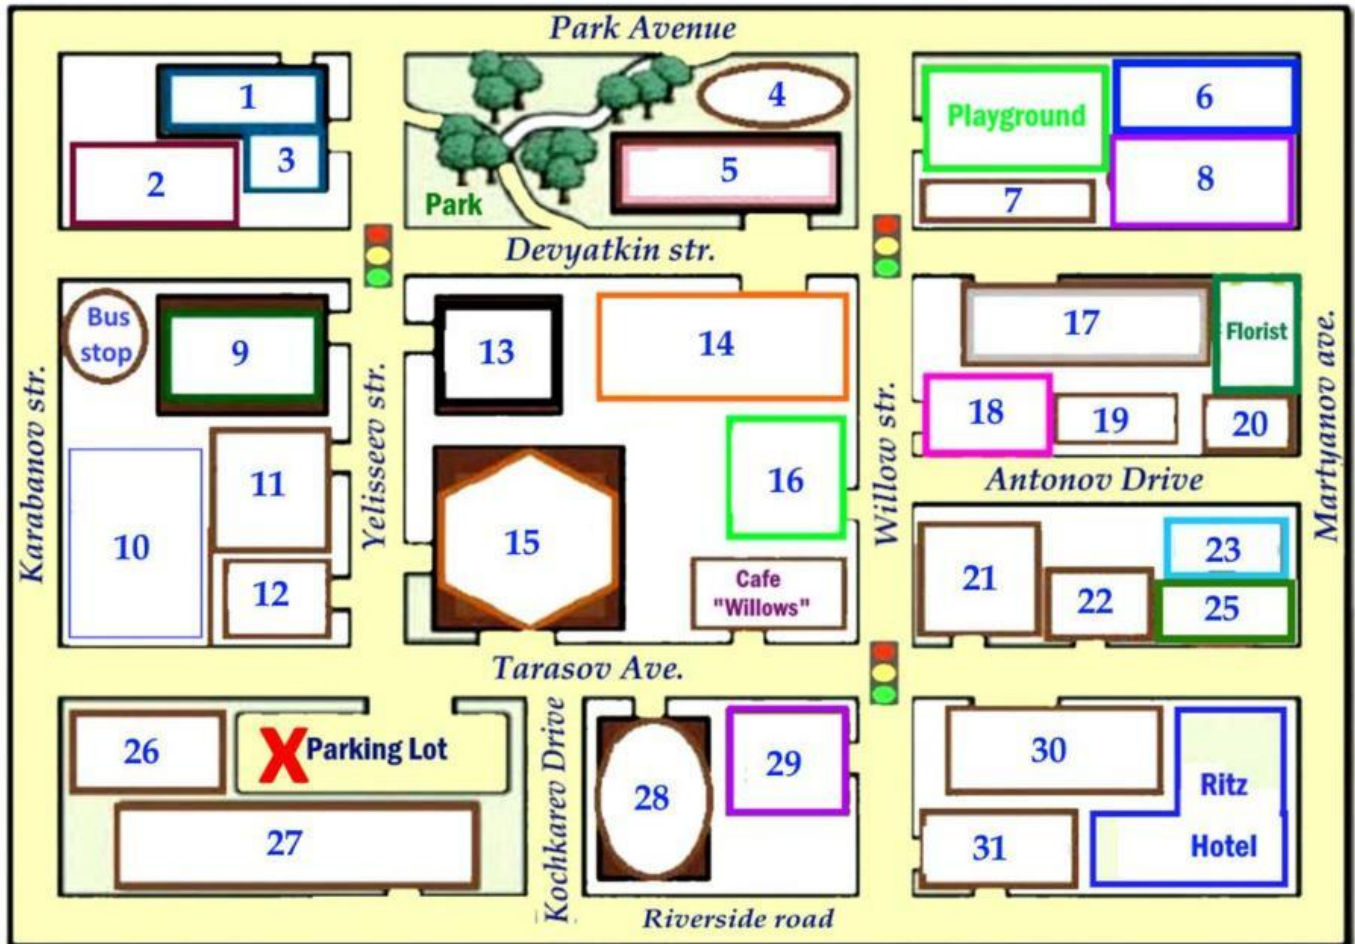 Park Avenue
1
2
3
4
5
Park
Playground
6
7
8
Devyatkin str.
Bus
stop
9
10
11
12
Karabanov str.
Yelisseev str.
13
14
15
16
Cafe
"Willows"
Willow str.
17
Florist
18
19
20
Antonov Drive
Martyanov ave.
21
22
23
25
Tarasov Ave.
26
X
Parking Lot
27
Kochkarev Drive
28
29
30
31
Ritz
Hotel
Riverside road